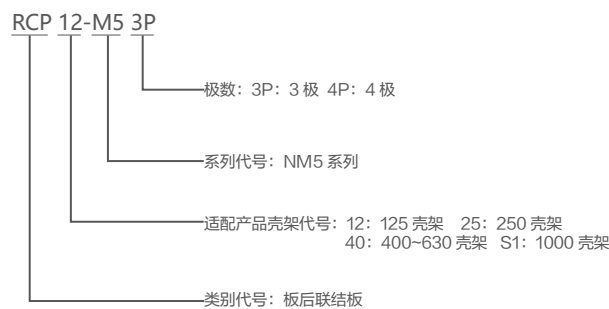 RCP 12-M5 3P
极数：3P：3 极 4P：4 极
系列代号：NM5 系列
适配产品壳架代号：12：125 壳架 25：250 壳架
40：400~630 壳架 S1：1000 壳架
类别代号：板后联结板